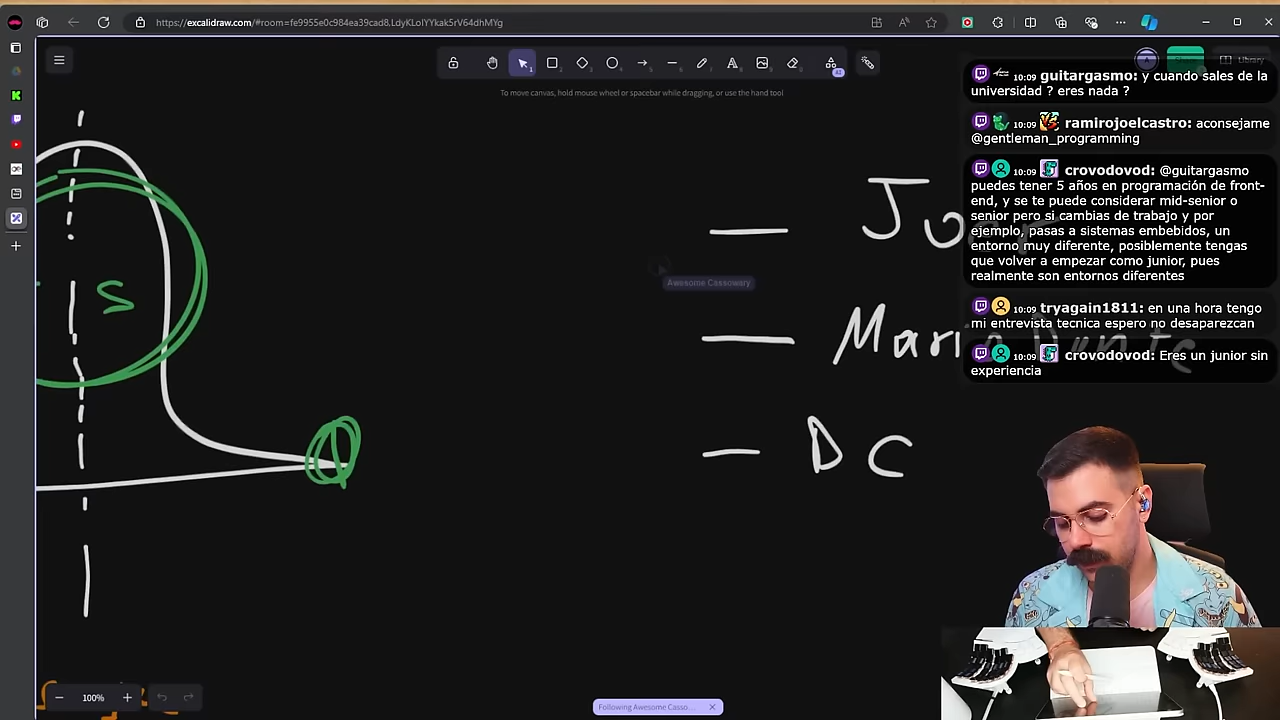 https://excalidraw.com/#room=fe9955e0c984ea39cad8.LdyKLoIYYkak5rV64dhMYg
To move canvas, hold mouse wheel or spacebar while dragging, or use the hand tool
Library
10:09 guitargasmo: y cuando sales de la
universidad ? eres nada ?
10:09 ramirojoelcastro: aconsejame
@gentleman_programming
10:09 crovodovod: @guitargasmo
puedes tener 5 años en programación de front-
end, y se te puede considerar mid-senior o
senior pero si cambias de trabajo y por
ejemplo, pasas a sistemas embebidos, un
entorno muy diferente, posiblemente tengas
que volver a empezar como junior, pues
realmente son entornos diferentes
10:09 tryagain1811: en una hora tengo
mi entrevista tecnica espero no desaparezcan
10:09 crovodovod: Eres un junior sin
experiencia
S
Awesome Cassowary
— DC
100%
Following Awesome Casso...